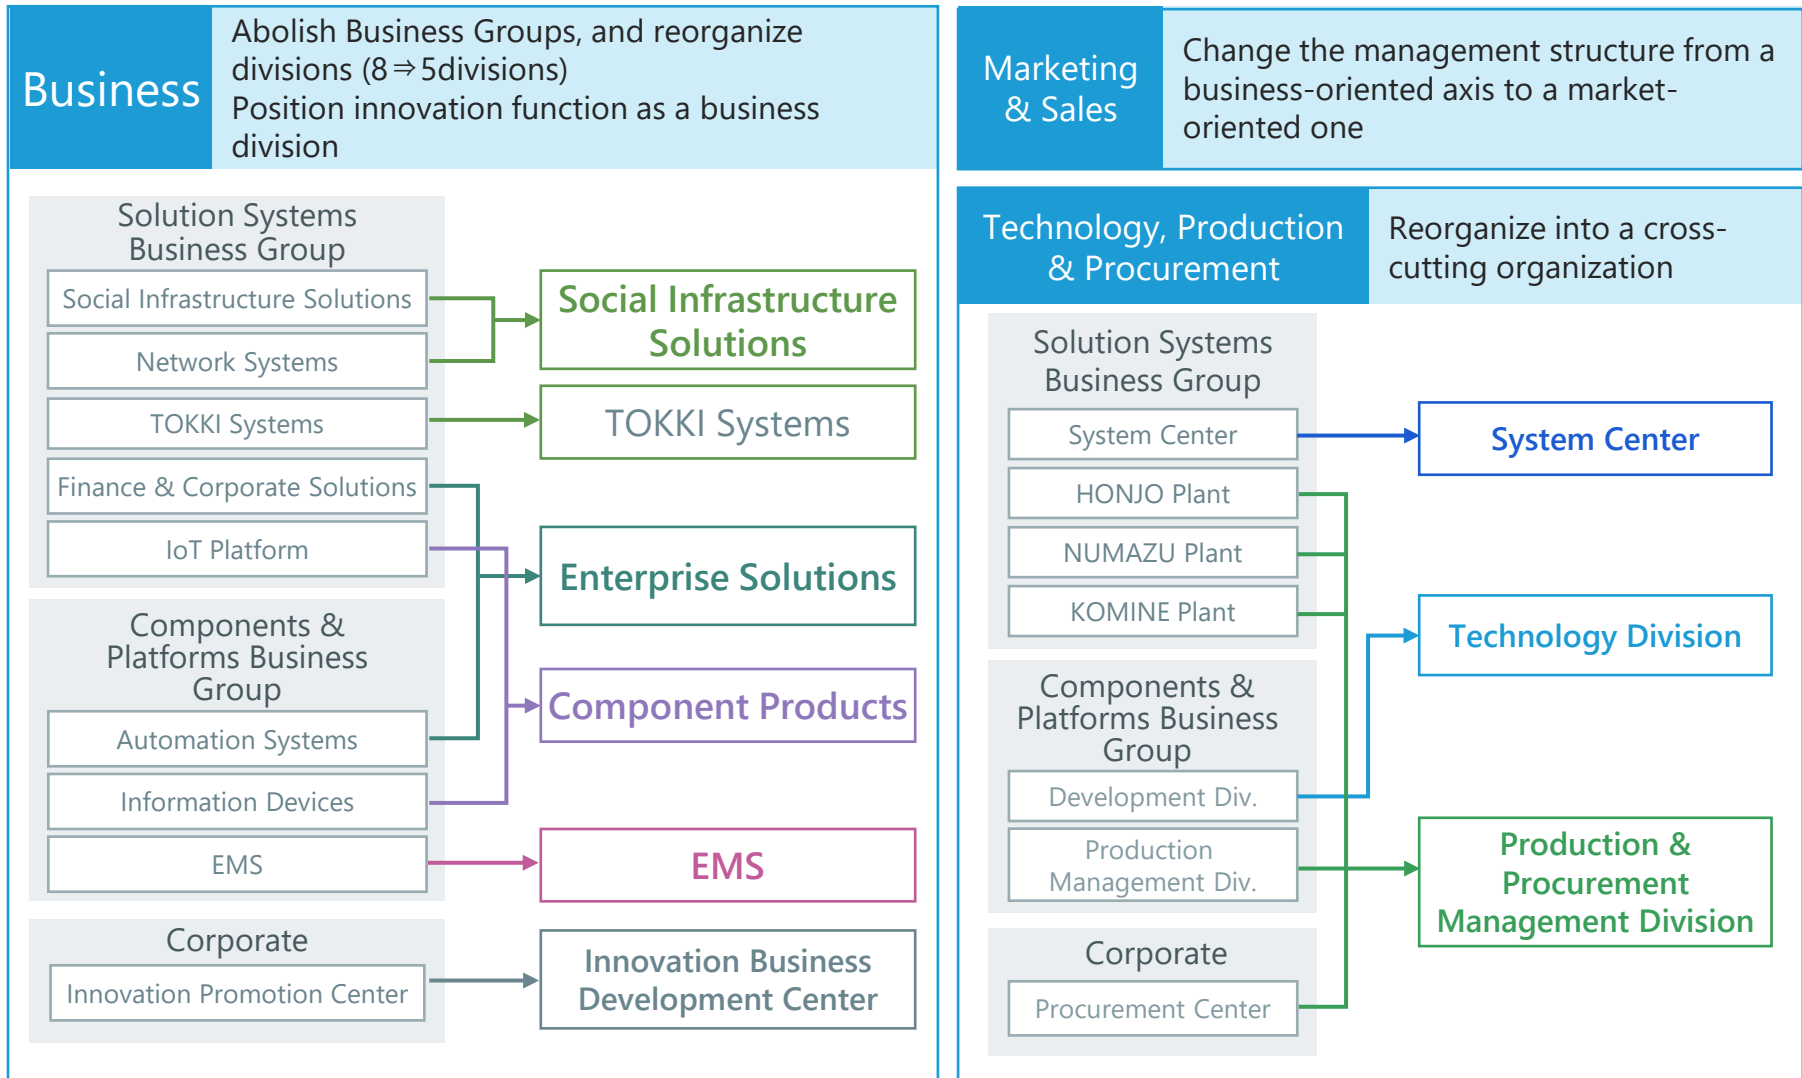 Business
Abolish Business Groups, and reorganize
divisions (8⇒5divisions)
Position innovation function as a business
division
Solution Systems
Business Group
Social Infrastructure Solutions
Network Systems
TOKKI Systems
Finance & Corporate Solutions
IoT Platform
Components &
Platforms Business
Group
Automation Systems
Information Devices
EMS
Corporate
Innovation Promotion Center
Social Infrastructure
Solutions
TOKKI Systems
Enterprise Solutions
Component Products
EMS
Innovation Business
Development Center
Marketing
& Sales
Change the management structure from a
business-oriented axis to a market-
oriented one
Technology, Production
& Procurement
Reorganize into a cross-
cutting organization
Solution Systems
Business Group
System Center
HONJO Plant
NUMAZU Plant
KOMINE Plant
Components &
Platforms Business
Group
Development Div.
Production
Management Div.
Corporate
Procurement Center
System Center
Technology Division
Production &
Procurement
Management Division